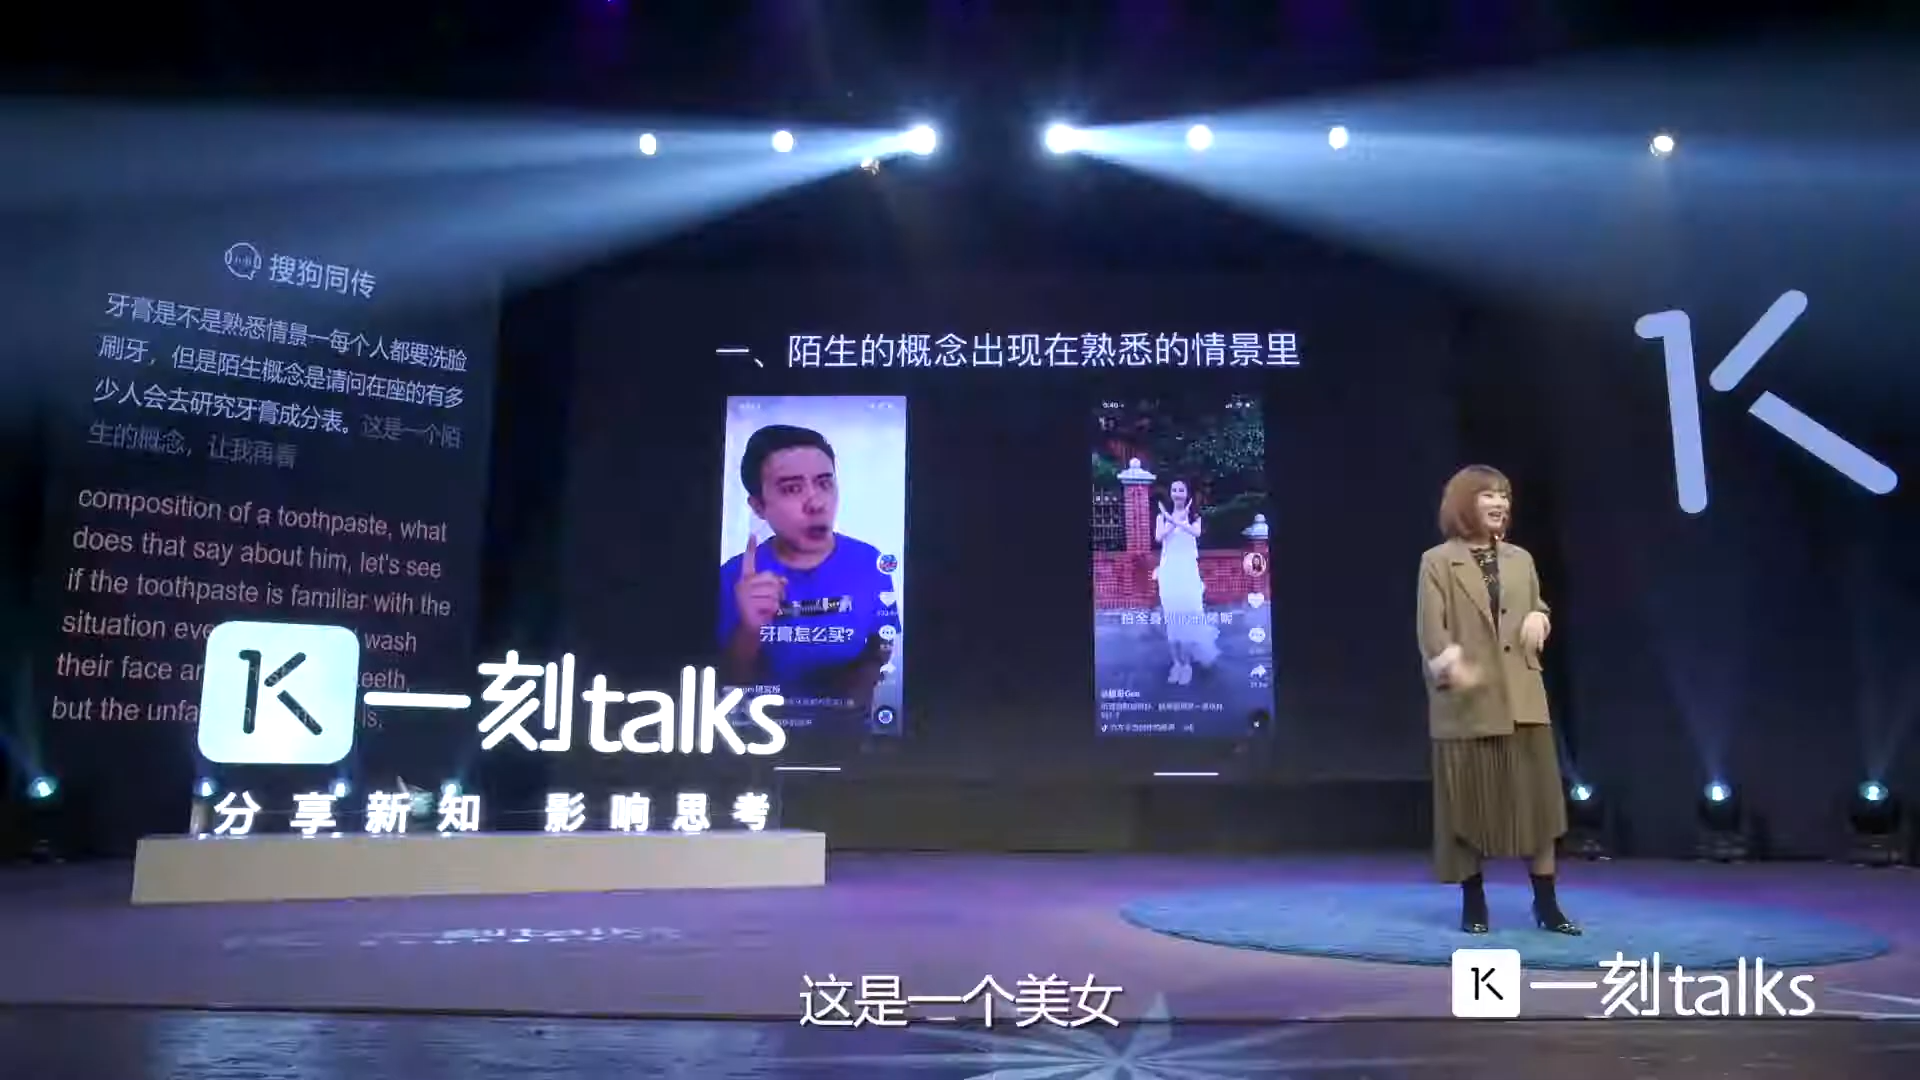 搜狗同传
牙膏是不是熟悉情景一每个人都要洗脸
刷牙，但是陌生概念是请问在座的有多
少人会去研究牙膏成分表。这是一个陌
生的概念，让我再看
composition of a toothpaste, what
does that say about him, let's see
if the toothpaste is familiar with the
situation eve wash
their face an teeth,
but the unfa is,
一、陌生的概念出现在熟悉的情景里
牙膏怎么买?
K一刻talks
分享新知 影响思考
这是一个美女
K一刻talks